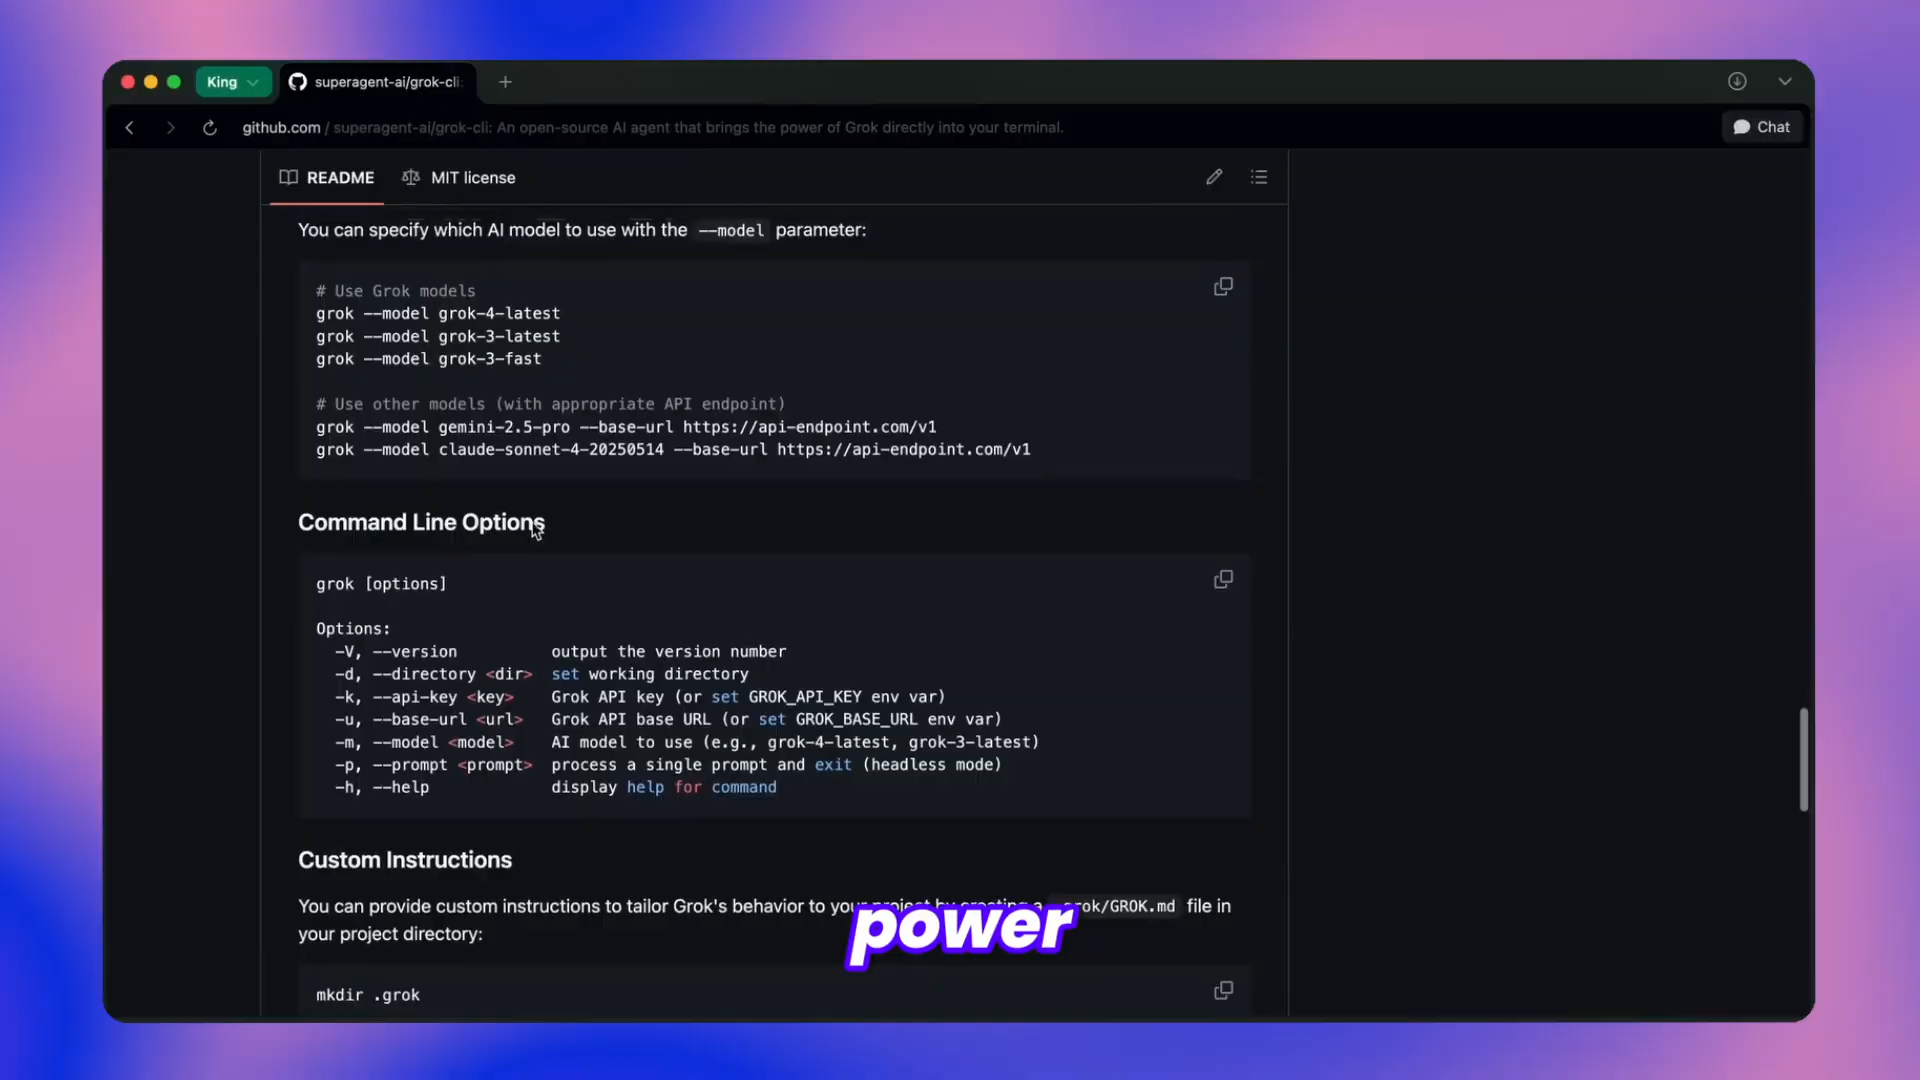 King
superagent-ai/grok-cli:
github.com / superagent-ai/grok-cli: An open-source AI agent that brings the power of Grok directly into your terminal.
Chat
README
MIT license
You can specify which AI model to use with the --model parameter:
# Use Grok models
grok --model grok-4-latest
grok --model grok-3-latest
grok --model grok-3-fast
# Use other models (with appropriate API endpoint)
grok --model gemini-2.5-pro --base-url https://api-endpoint.com/v1
grok --model claude-sonnet-4-20250514 --base-url https://api-endpoint.com/v1
Command Line Options
grok [options]
Options:
-V, --version output the version number
-d, --directory <dir> set working directory
-k, --api-key <key> Grok API key (or set GROK_API_KEY env var)
-u, --base-url <url> Grok API base URL (or set GROK_BASE_URL env var)
-m, --model <model> AI model to use (e.g., grok-4-latest, grok-3-latest)
-p, --prompt <prompt> process a single prompt and exit (headless mode)
-h, --help display help for command
Custom Instructions
You can provide custom instructions to tailor Grok's behavior to your project by creating a .grok/GROK.md file in
your project directory:
power
mkdir .grok